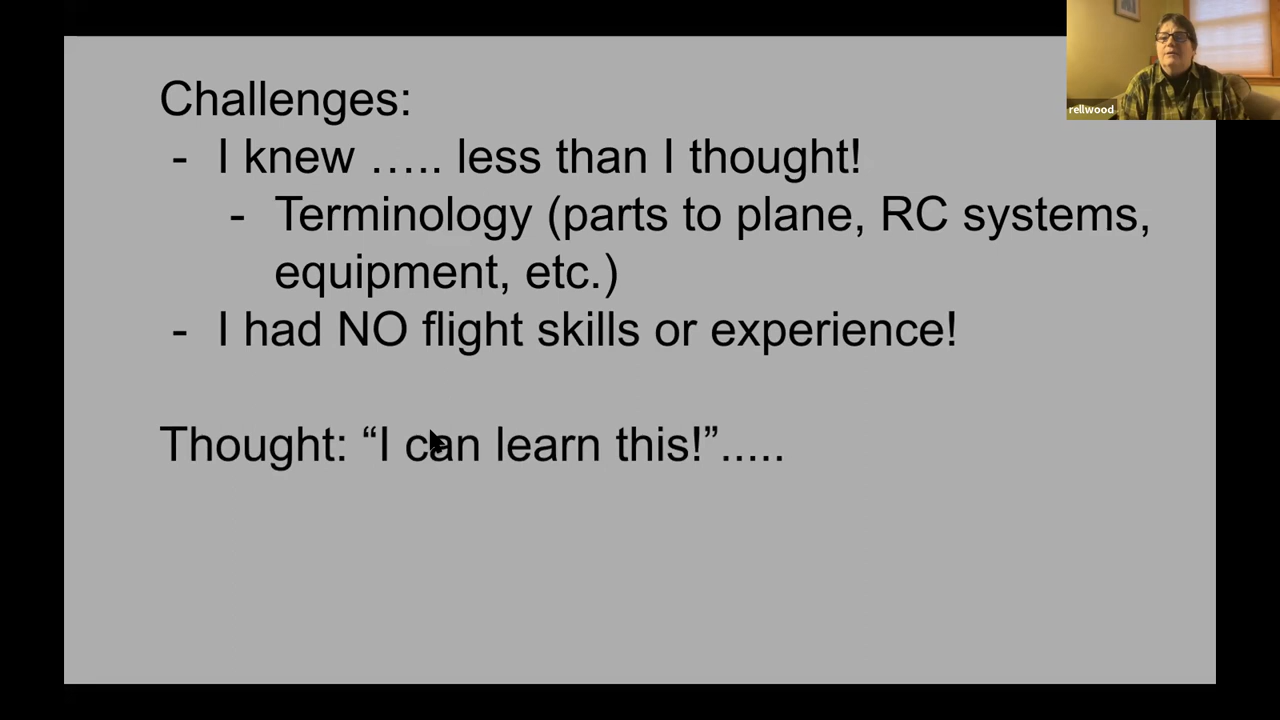 Challenges:
- I knew ….. less than I thought!
- Terminology (parts to plane, RC systems,
equipment, etc.)
- I had NO flight skills or experience!
Thought: “I can learn this!”.....
rellwood